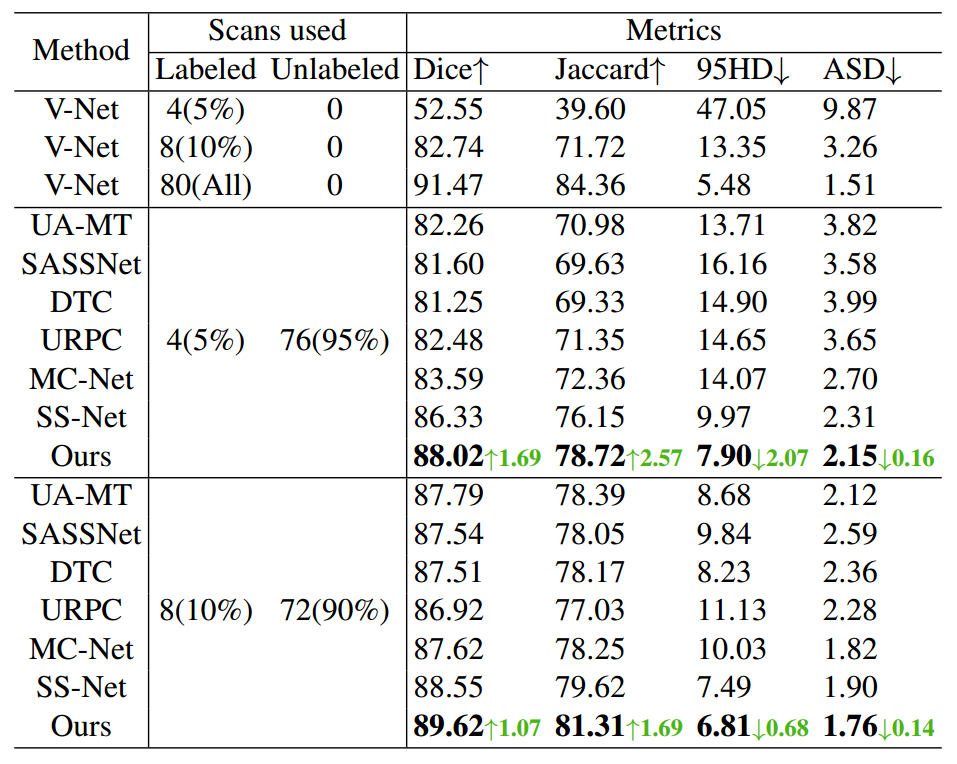 Method Scans used Metrics
Labeled Unlabeled Dice↑ Jaccard↑ 95HD↓ ASD↓
V-Net 4(5%) 0 52.55 39.60 47.05 9.87
V-Net 8(10%) 0 82.74 71.72 13.35 3.26
V-Net 80(All) 0 91.47 84.36 5.48 1.51
UA-MT 82.26 70.98 13.71 3.82
SASSNet 81.60 69.63 16.16 3.58
DTC 81.25 69.33 14.90 3.99
URPC 4(5%) 76(95%) 82.48 71.35 14.65 3.65
MC-Net 83.59 72.36 14.07 2.70
SS-Net 86.33 76.15 9.97 2.31
Ours 88.02↑1.69 78.72↑2.57 7.90↓2.07 2.15↓0.16
UA-MT 87.79 78.39 8.68 2.12
SASSNet 87.54 78.05 9.84 2.59
DTC 87.51 78.17 8.23 2.36
URPC 8(10%) 72(90%) 86.92 77.03 11.13 2.28
MC-Net 87.62 78.25 10.03 1.82
SS-Net 88.55 79.62 7.49 1.90
Ours 89.62↑1.07 81.31↑1.69 6.81↓0.68 1.76↓0.14